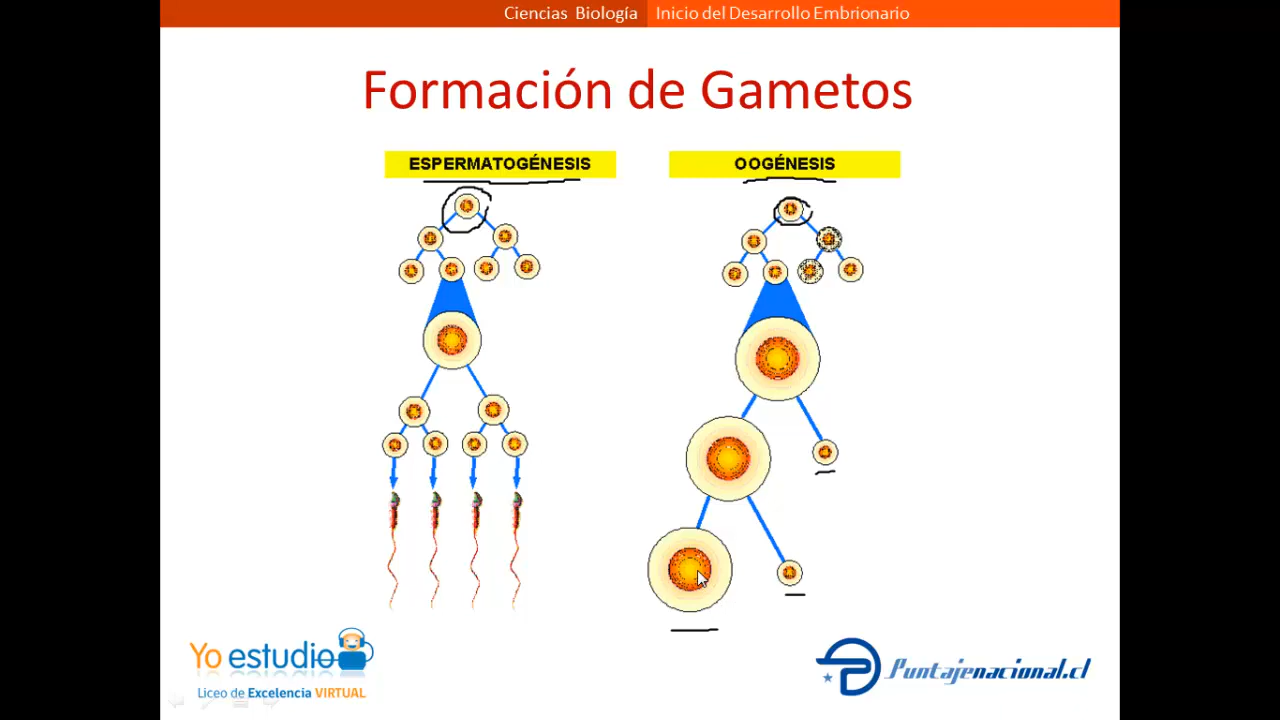 Ciencias Biología Inicio del Desarrollo Embrionario
Formación de Gametos
ESPERMATOGÉNESIS OOGÉNESIS
Yo estudio
Liceo de Excelencia VIRTUAL
Puntajenacional.cl